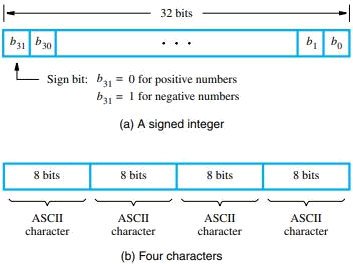 32 bits
b31 b30 . . . b1 b0
Sign bit: b31 = 0 for positive numbers
b31 = 1 for negative numbers
(a) A signed integer
8 bits 8 bits 8 bits 8 bits
ASCII ASCII ASCII ASCII
character character character character
(b) Four characters